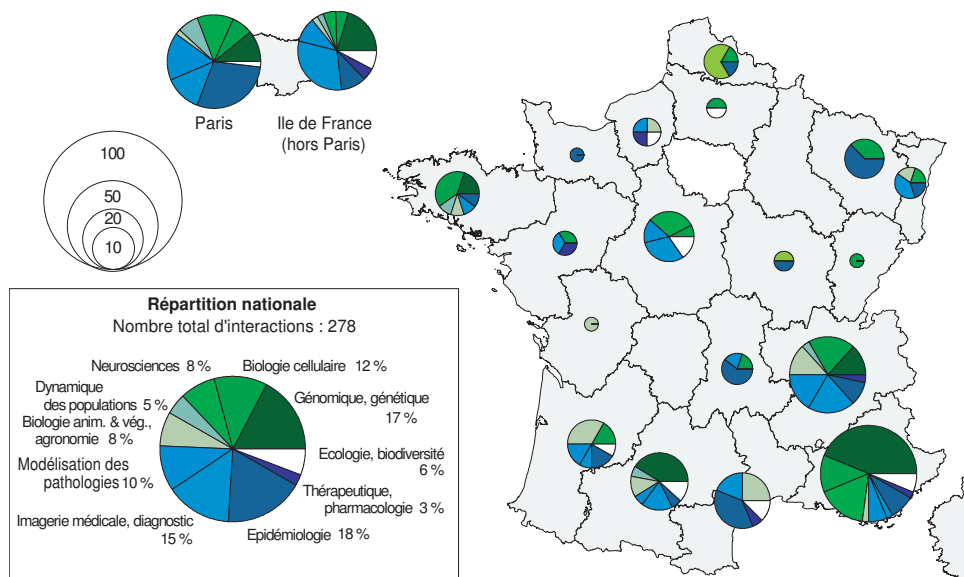 Paris
Ile de France
(hors Paris)
100
50
20
10
Répartition nationale
Nombre total d'interactions : 278
Neurosciences 8 %
Biologie cellulaire 12 %
Dynamique
des populations 5 %
Génomique, génétique
17 %
Biologie anim. & vég.,
agronomie 8 %
Ecologie, biodiversité
6 %
Modélisation des
pathologies 10 %
Thérapeutique,
pharmacologie 3 %
Imagerie médicale, diagnostic
15 %
Epidémiologie 18 %